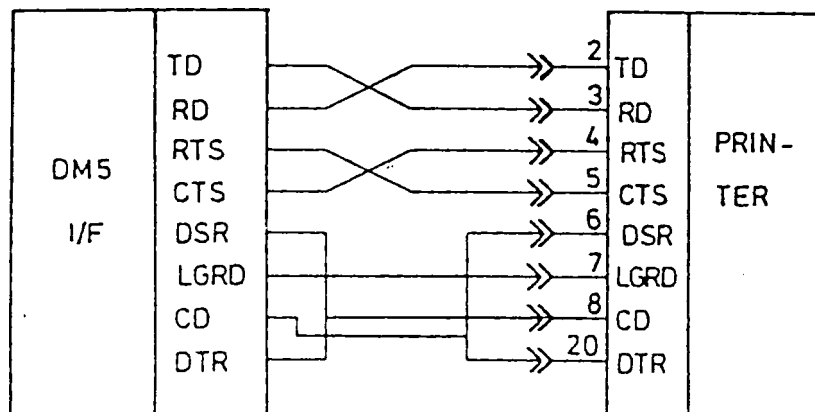 DM5
I/F
TD
RD
RTS
CTS
DSR
LGRD
CD
DTR
2
3
4
5
6
7
8
20
TD
RD
RTS
CTS
DSR
LGRD
CD
DTR
PRIN-
TER